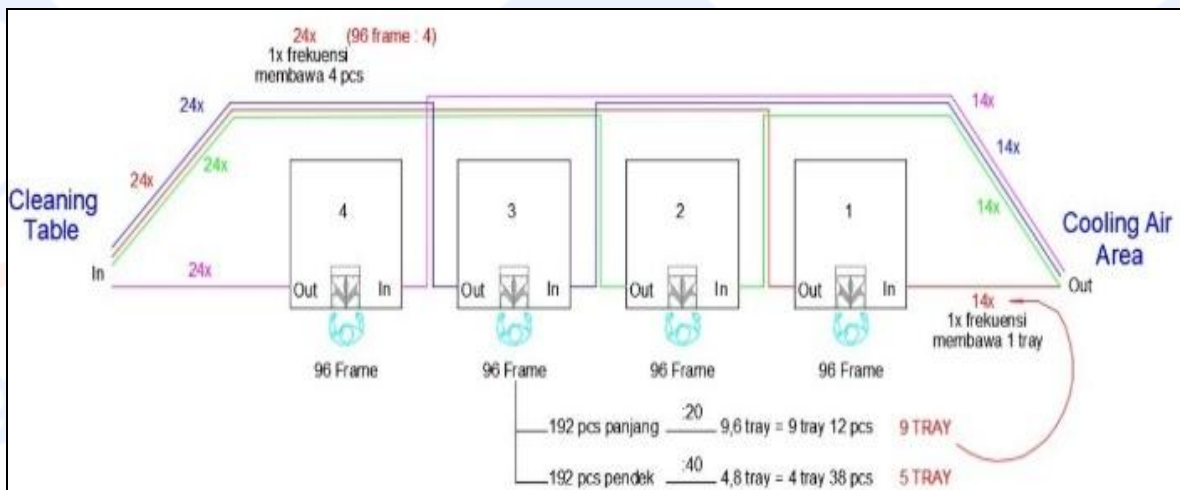 24x (96 frame : 4)
1x frekuensi
membawa 4 pcs
24x
24x
24x
14x
14x
14x
Cleaning
Table
In
24x
4
Out
In
96 Frame
3
Out
In
96 Frame
2
Out
In
96 Frame
1
Out
In
96 Frame
Cooling Air
Area
Out
14x
1x frekuensi
membawa 1 tray
192 pcs panjang :20 9,6 tray = 9 tray 12 pcs 9 TRAY
192 pcs pendek :40 4,8 tray = 4 tray 38 pcs 5 TRAY